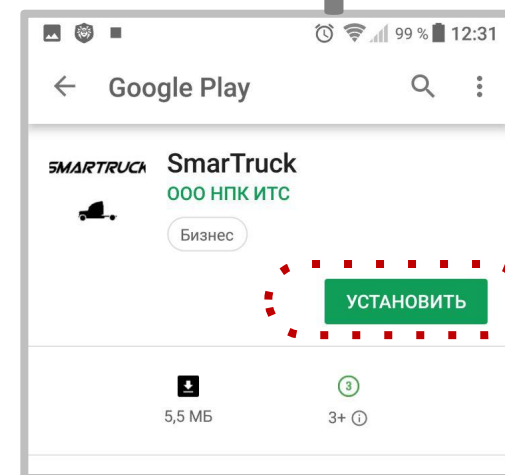 99 % 12:31
Google Play
SMARTRUCK
SmarTruck
ООО НПК ИТС
Бизнес
УСТАНОВИТЬ
3
5,5 МБ
3+